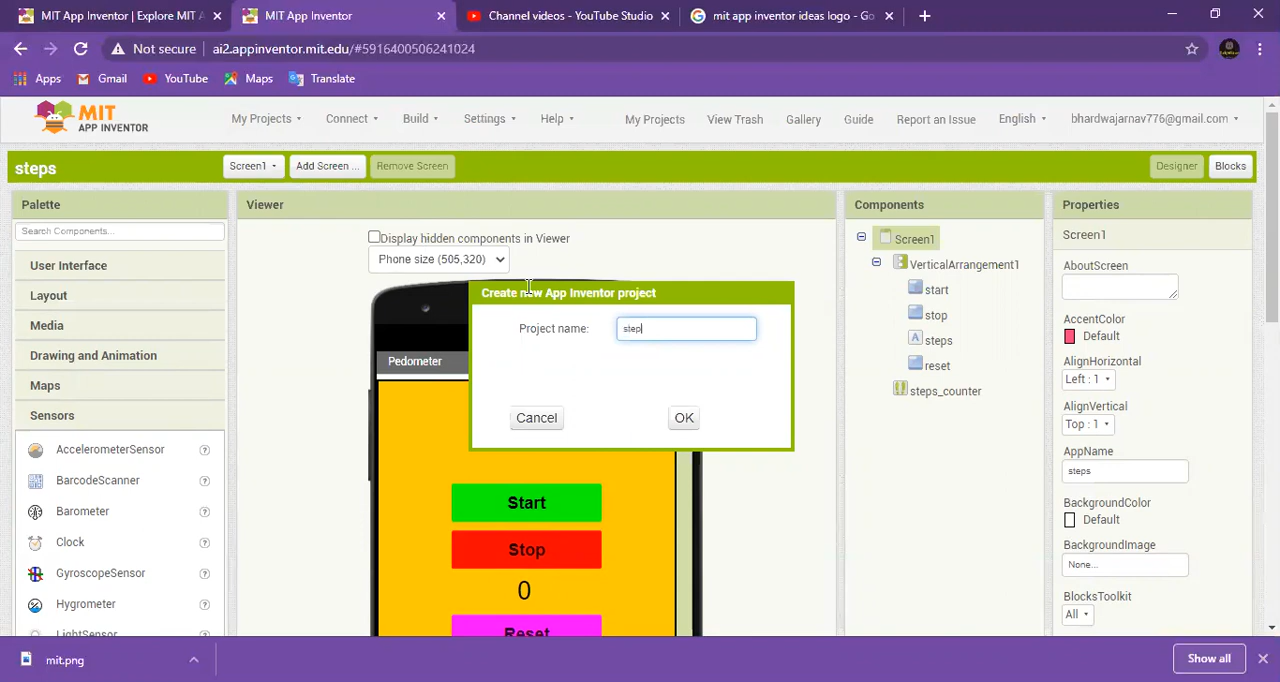 MIT App Inventor | Explore MIT A
MIT App Inventor
Channel videos - YouTube Studio
mit app inventor ideas logo - Go
Not secure
ai2.appinventor.mit.edu/#5916400506241024
Apps
Gmail
YouTube
Maps
Translate
MIT
APP INVENTOR
My Projects
Connect
Build
Settings
Help
My Projects
View Trash
Gallery
Guide
Report an Issue
English
bhardwajarnav776@gmail.com
steps
Screen1
Add Screen ...
Remove Screen
Designer
Blocks
Palette
Search Components...
User Interface
Layout
Media
Drawing and Animation
Maps
Sensors
AccelerometerSensor ?
BarcodeScanner ?
Barometer ?
Clock ?
GyroscopeSensor ?
Hygrometer ?
LightSensor
Viewer
Display hidden components in Viewer
Phone size (505,320)
Pedometer
Create new App Inventor project
Project name: step
Cancel
OK
Start
Stop
0
Reset
Components
Screen1
VerticalArrangement1
start
stop
A steps
reset
steps_counter
Properties
Screen1
AboutScreen
AccentColor
Default
AlignHorizontal
Left : 1
AlignVertical
Top : 1
AppName
steps
BackgroundColor
Default
BackgroundImage
None...
BlocksToolkit
All
mit.png
Show all